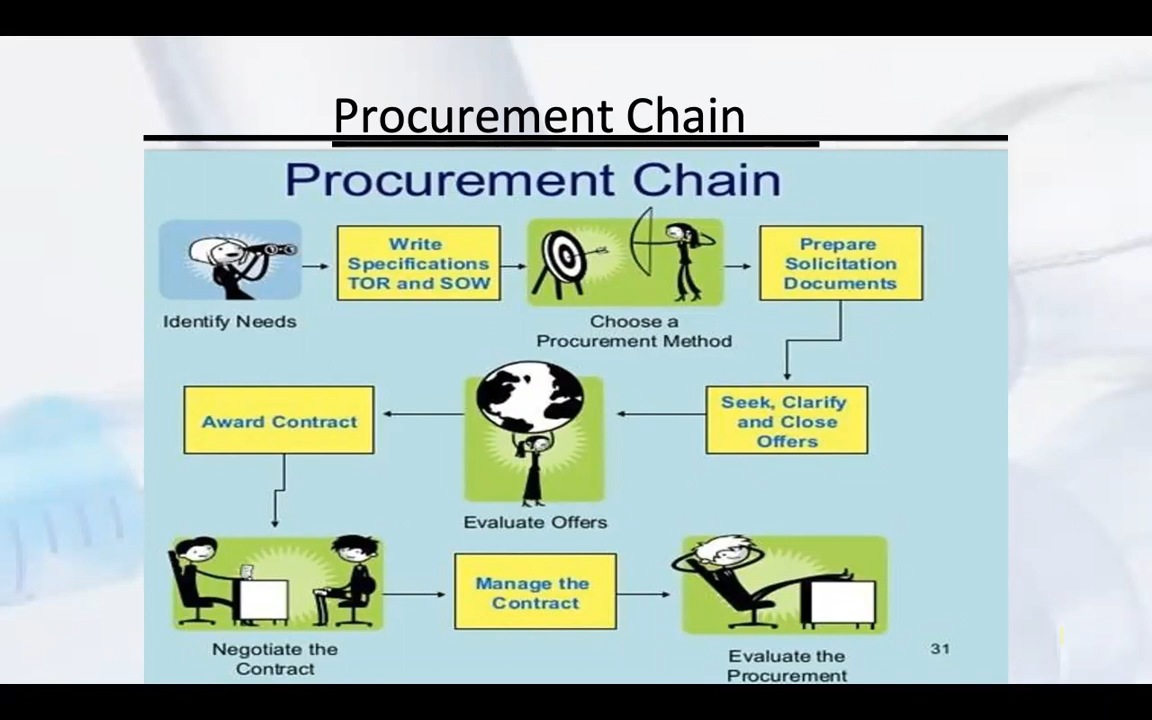 Procurement Chain
Procurement Chain
Identify Needs
Write
Specifications
TOR and SOW
Choose a
Procurement Method
Prepare
Solicitation
Documents
Seek, Clarify
and Close
Offers
Evaluate Offers
Award Contract
Negotiate the
Contract
Manage the
Contract
Evaluate the
Procurement
31